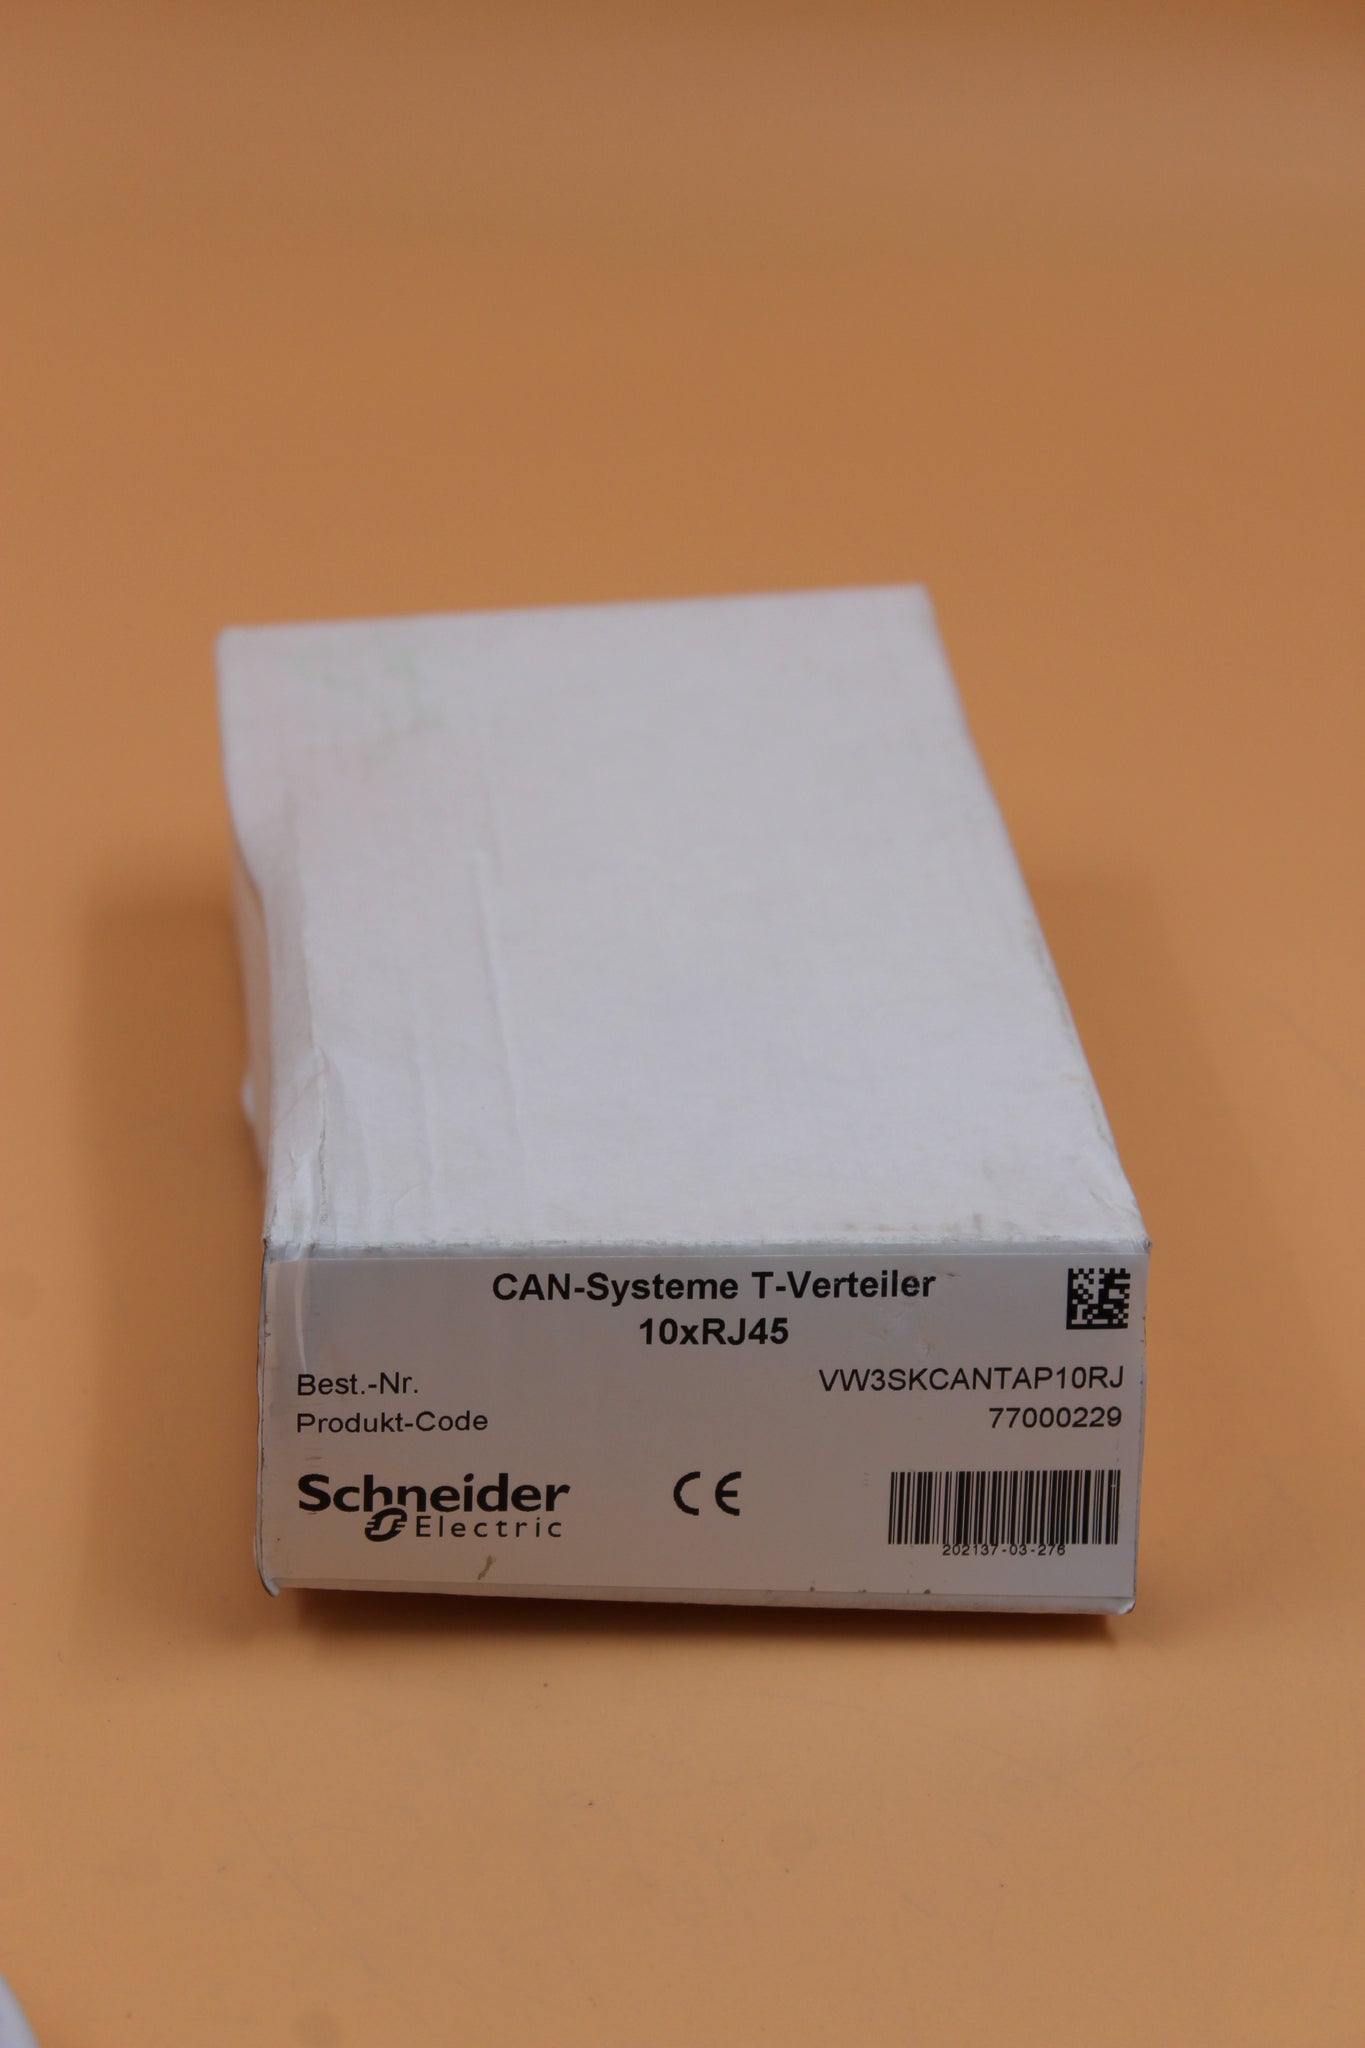 CAN-Systeme T-Verteiler
10xRJ45
Best.-Nr. VW3SKCANTAP10RJ
Produkt-Code 77000229
Schneider
Electric
CE
202137-03-276